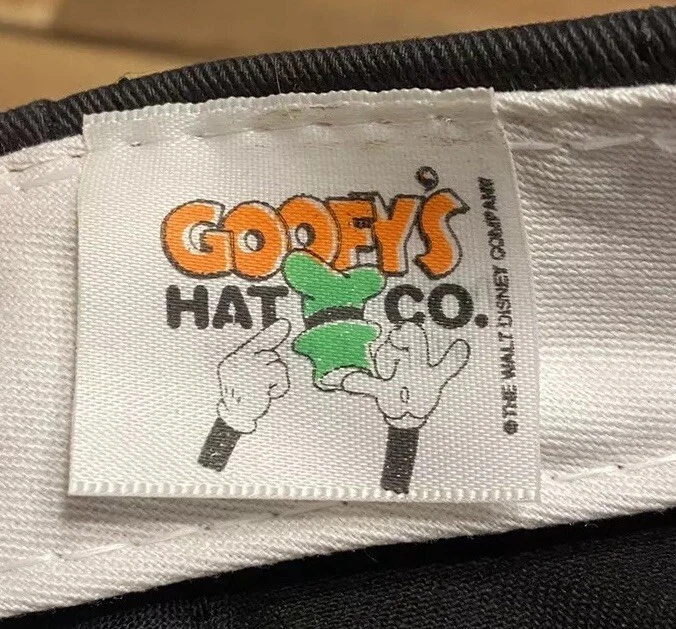 GOOFY'S
HAT CO.
©THE WALT DISNEY COMPANY